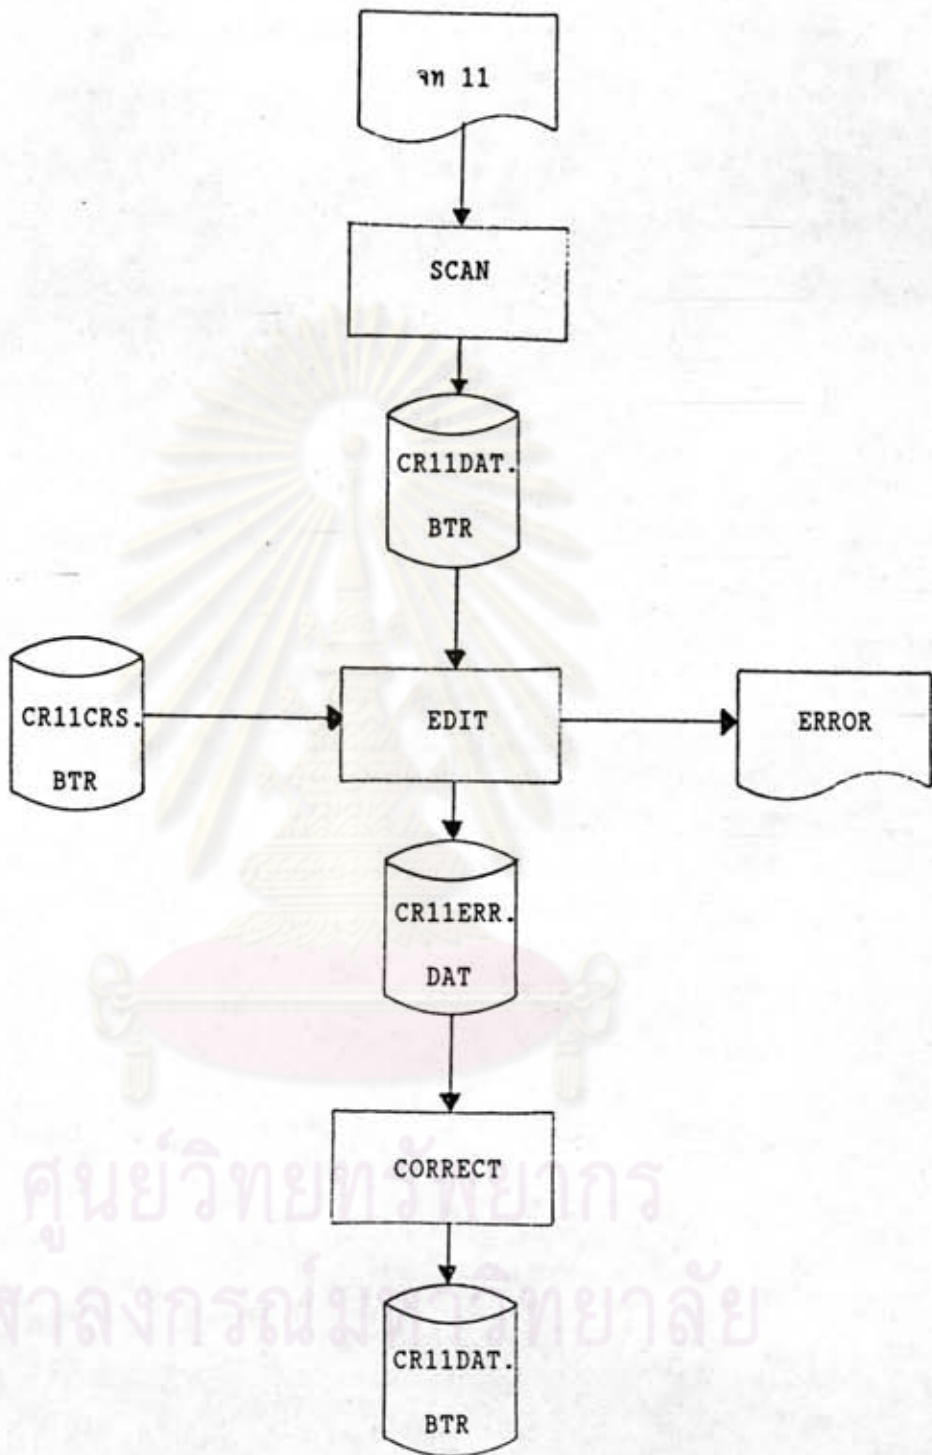 จท 11
SCAN
CR11DAT.
BTR
CR11CRS.
BTR
EDIT
ERROR
CR11ERR.
DAT
CORRECT
ศูนย์วิทยทรัพยากร
สาลงกรณ์มหาวิทยาลัย
CR11DAT.
BTR